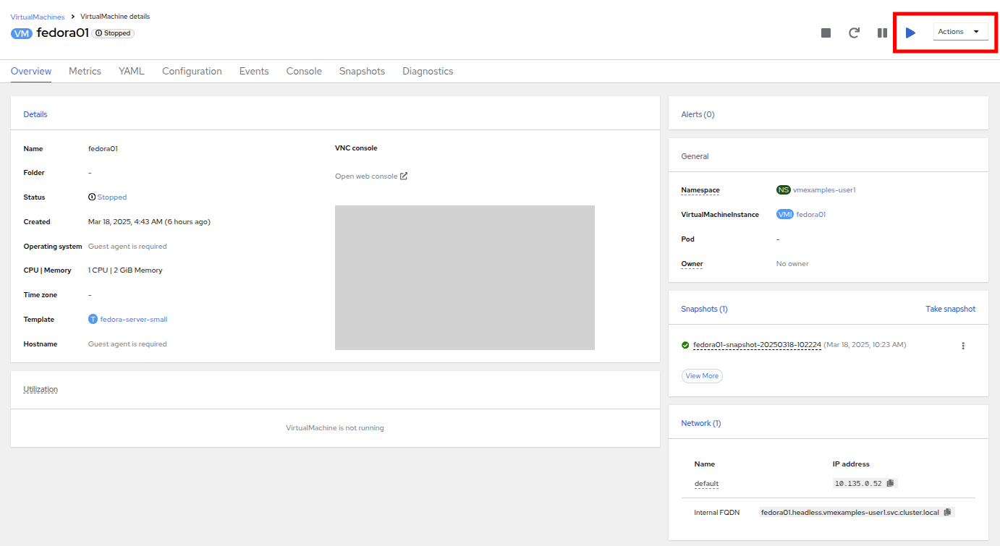 VirtualMachines > VirtualMachine details
VM fedora01 Stopped
Actions
Overview Metrics YAML Configuration Events Console Snapshots Diagnostics
Details
Name fedora01
Folder -
Status Stopped
Created Mar 18, 2025, 4:43 AM (6 hours ago)
Operating system Guest agent is required
CPU | Memory 1 CPU | 2 GiB Memory
Time zone -
Template T fedora-server-small
Hostname Guest agent is required
VNC console
Open web console
Utilization
VirtualMachine is not running
Alerts (0)
General
Namespace NS vmexamples-user1
VirtualMachineInstance VMI fedora01
Pod -
Owner No owner
Snapshots (1) Take snapshot
fedora01-snapshot-20250318-102224 (Mar 18, 2025, 10:23 AM)
View More
Network (1)
Name IP address
default 10.135.0.52
Internal FQDN fedora01.headless.vmexamples-user1.svc.cluster.local